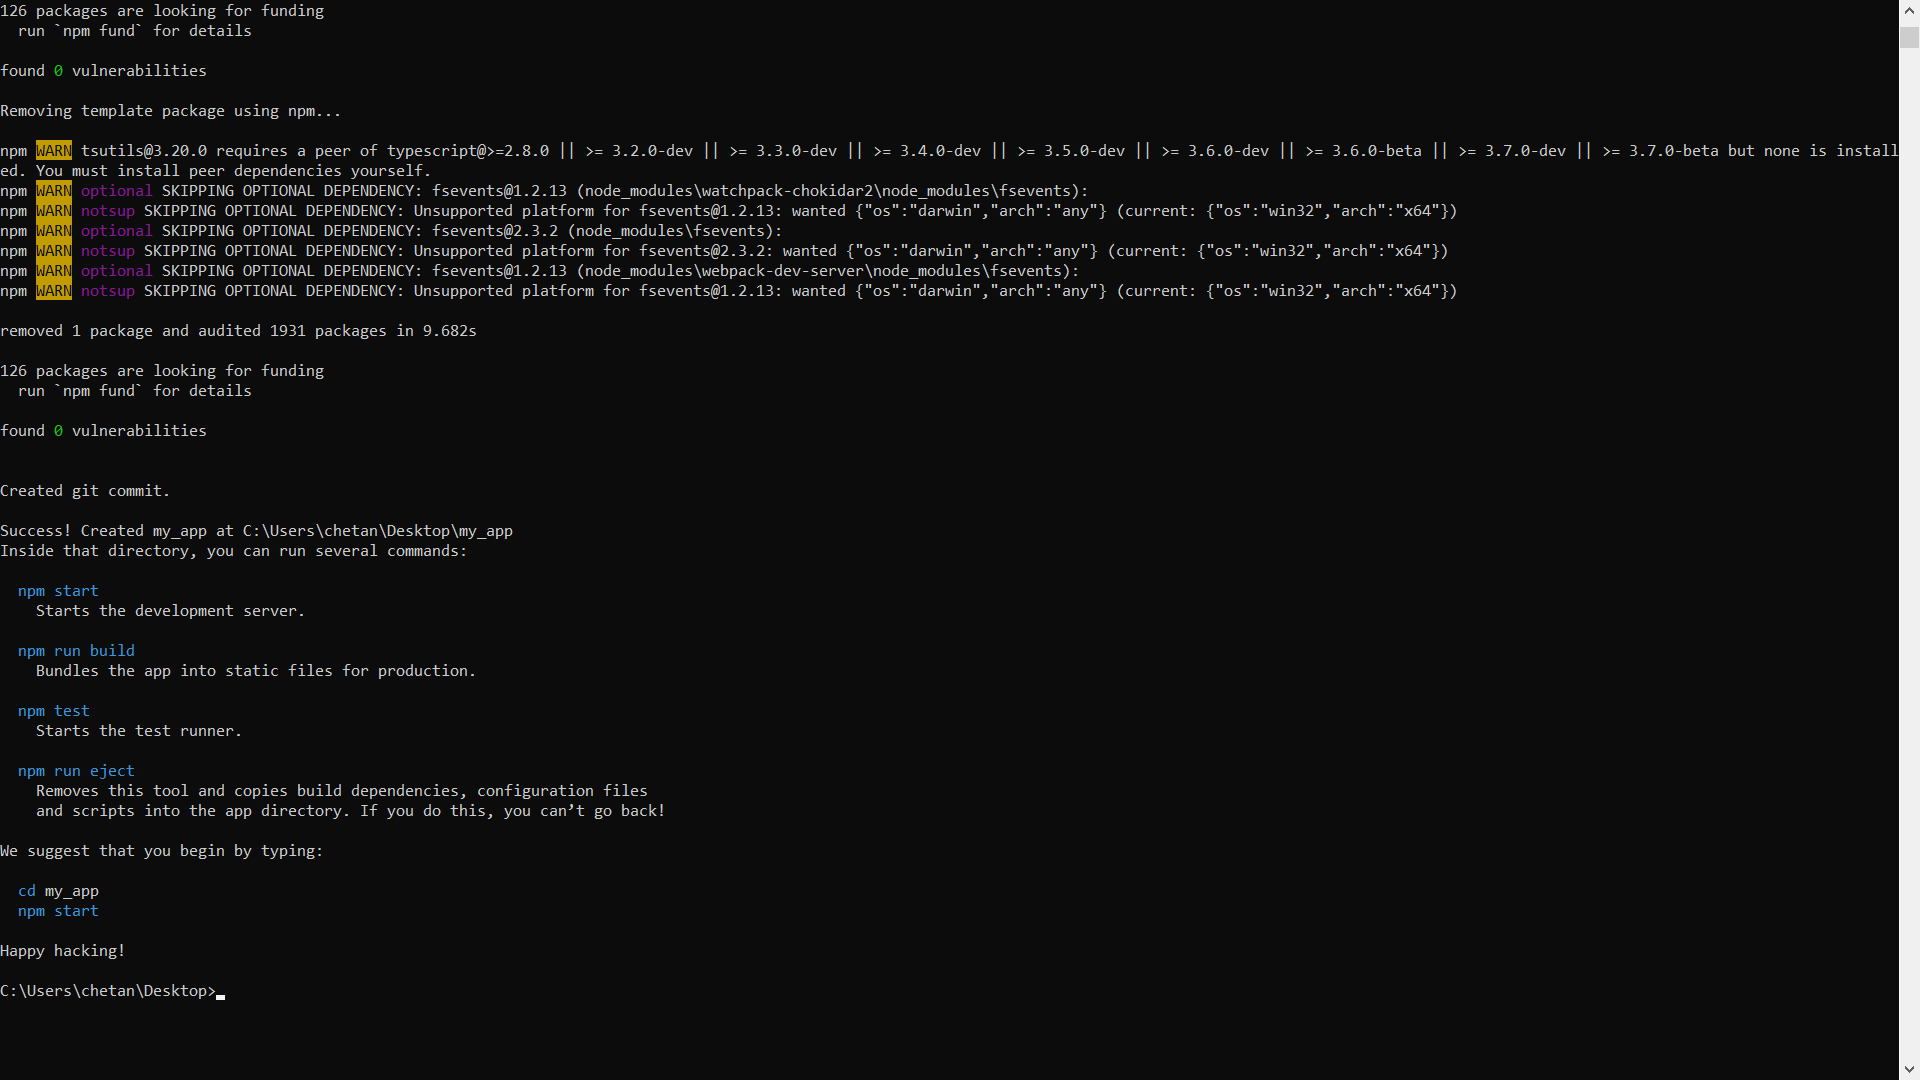 126 packages are looking for funding
  run `npm fund` for details

found 0 vulnerabilities

Removing template package using npm...

npm WARN tsutils@3.20.0 requires a peer of typescript@>=2.8.0 || >= 3.2.0-dev || >= 3.3.0-dev || >= 3.4.0-dev || >= 3.5.0-dev || >= 3.6.0-dev || >= 3.6.0-beta || >= 3.7.0-dev || >= 3.7.0-beta but none is install
ed. You must install peer dependencies yourself.
npm WARN optional SKIPPING OPTIONAL DEPENDENCY: fsevents@1.2.13 (node_modules\watchpack-chokidar2\node_modules\fsevents):
npm WARN notsup SKIPPING OPTIONAL DEPENDENCY: Unsupported platform for fsevents@1.2.13: wanted {"os":"darwin","arch":"any"} (current: {"os":"win32","arch":"x64"})
npm WARN optional SKIPPING OPTIONAL DEPENDENCY: fsevents@2.3.2 (node_modules\fsevents):
npm WARN notsup SKIPPING OPTIONAL DEPENDENCY: Unsupported platform for fsevents@2.3.2: wanted {"os":"darwin","arch":"any"} (current: {"os":"win32","arch":"x64"})
npm WARN optional SKIPPING OPTIONAL DEPENDENCY: fsevents@1.2.13 (node_modules\webpack-dev-server\node_modules\fsevents):
npm WARN notsup SKIPPING OPTIONAL DEPENDENCY: Unsupported platform for fsevents@1.2.13: wanted {"os":"darwin","arch":"any"} (current: {"os":"win32","arch":"x64"})

removed 1 package and audited 1931 packages in 9.682s

126 packages are looking for funding
  run `npm fund` for details

found 0 vulnerabilities


Created git commit.

Success! Created my_app at C:\Users\chetan\Desktop\my_app
Inside that directory, you can run several commands:

  npm start
    Starts the development server.

  npm run build
    Bundles the app into static files for production.

  npm test
    Starts the test runner.

  npm run eject
    Removes this tool and copies build dependencies, configuration files
    and scripts into the app directory. If you do this, you can’t go back!

We suggest that you begin by typing:

  cd my_app
  npm start

Happy hacking!

C:\Users\chetan\Desktop>